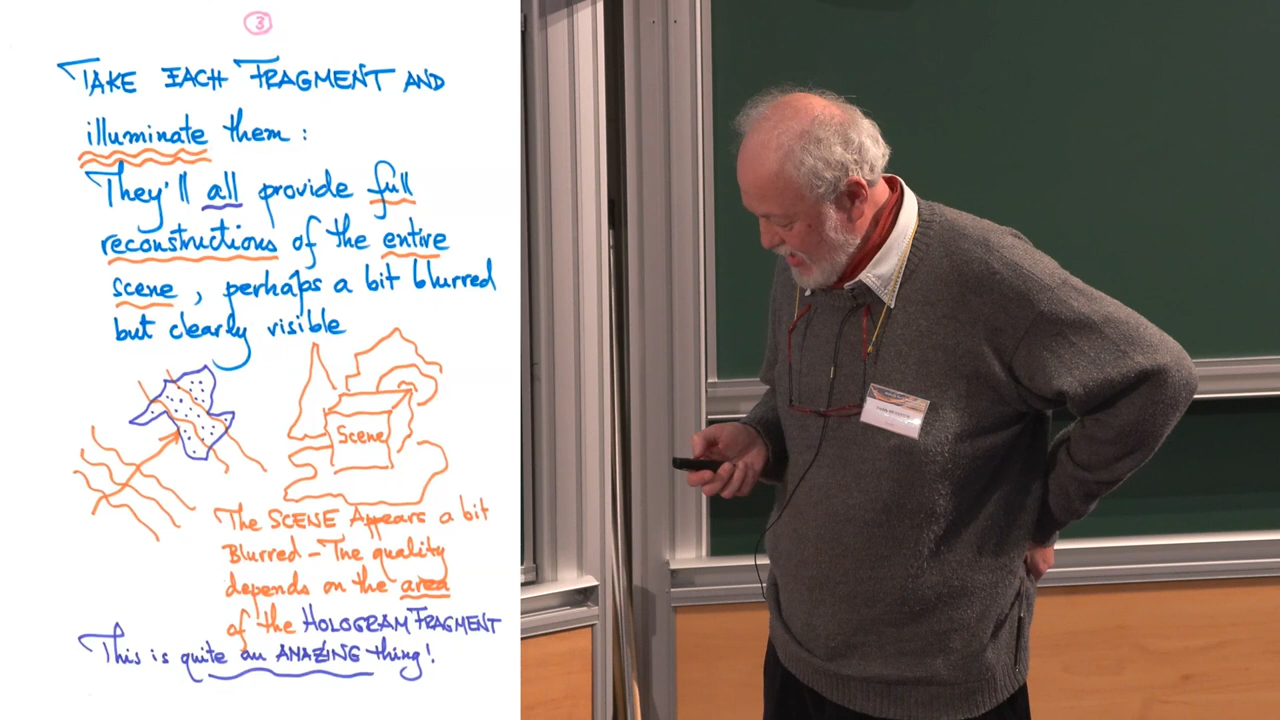 3
TAKE EACH FRAGMENT AND
illuminate them :
They'll all provide full
reconstructions of the entire
scene , perhaps a bit blurred
but clearly visible
Scene
The SCENE Appears a bit
Blurred - The quality
depends on the area
of the HOLOGRAM FRAGMENT
This is quite an AMAZING thing!